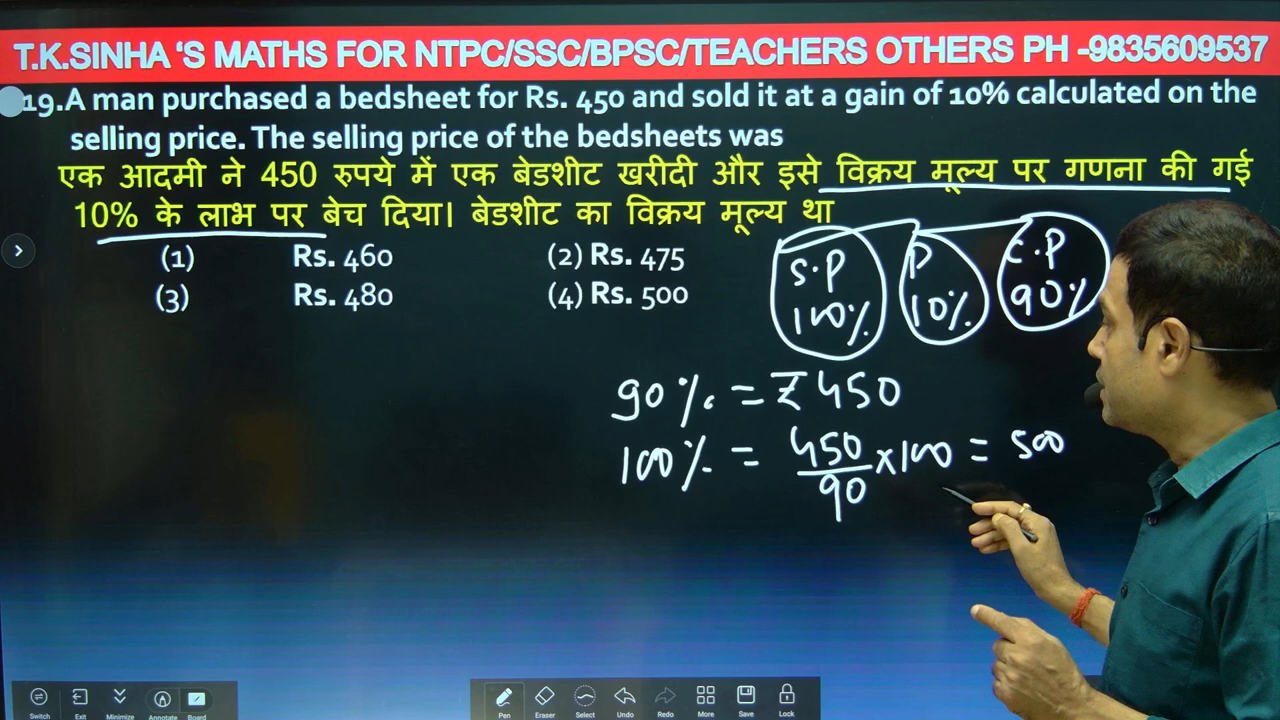 T.K.SINHA ‘S MATHS FOR NTPC/SSC/BPSC/TEACHERS OTHERS PH -9835609537
19.A man purchased a bedsheet for Rs. 450 and sold it at a gain of 10% calculated on the
selling price. The selling price of the bedsheets was
एक आदमी ने 450 रुपये में एक बेडशीट खरीदी और इसे विक्रय मूल्य पर गणना की गई
10% के लाभ पर बेच दिया। बेडशीट का विक्रय मूल्य था
(1) Rs. 460 (2) Rs. 475
(3) Rs. 480 (4) Rs. 500
S.P P C.P
100% 10% 90%
90% = ₹450
100% = 450/90 × 100 = 500
Switch Exit Minimize Annotate Board Pen Eraser Select Undo Redo More Save Lock